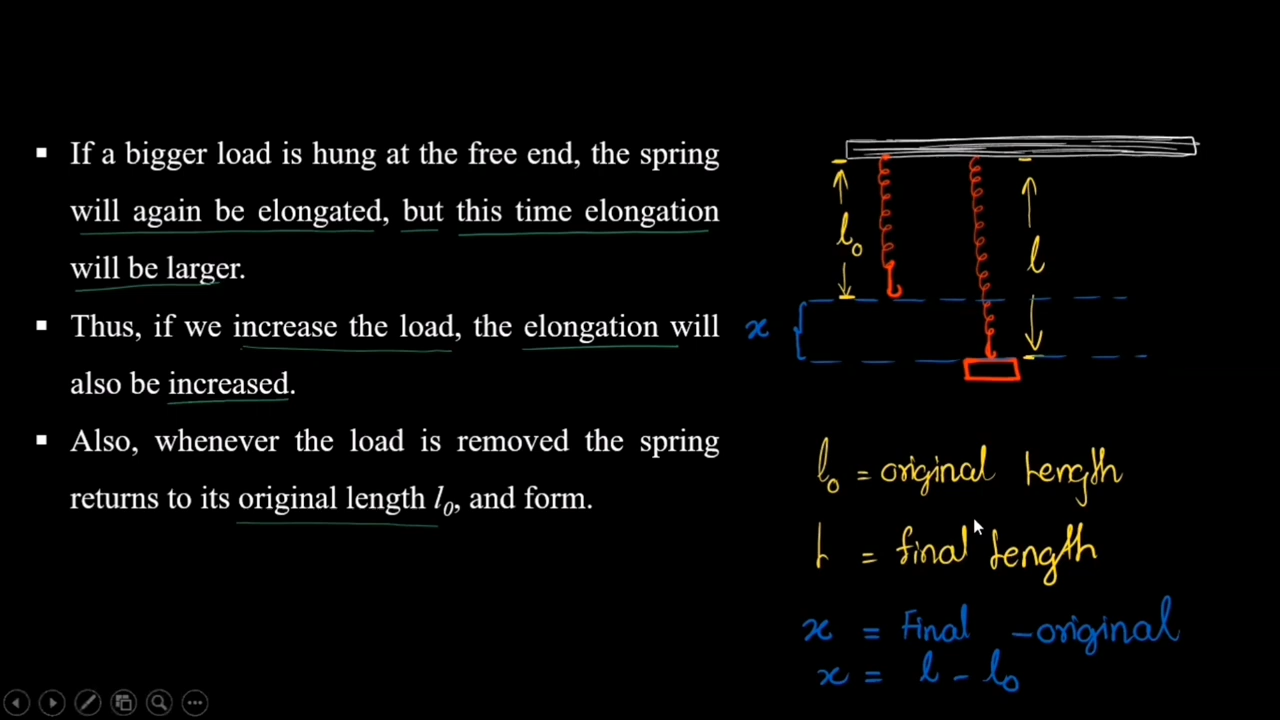 ▪ If a bigger load is hung at the free end, the spring
will again be elongated, but this time elongation
will be larger.
▪ Thus, if we increase the load, the elongation will
also be increased.
▪ Also, whenever the load is removed the spring
returns to its original length l₀, and form.
l₀
l
x
l₀ = original length
l = final length
x = Final - original
x = l - l₀